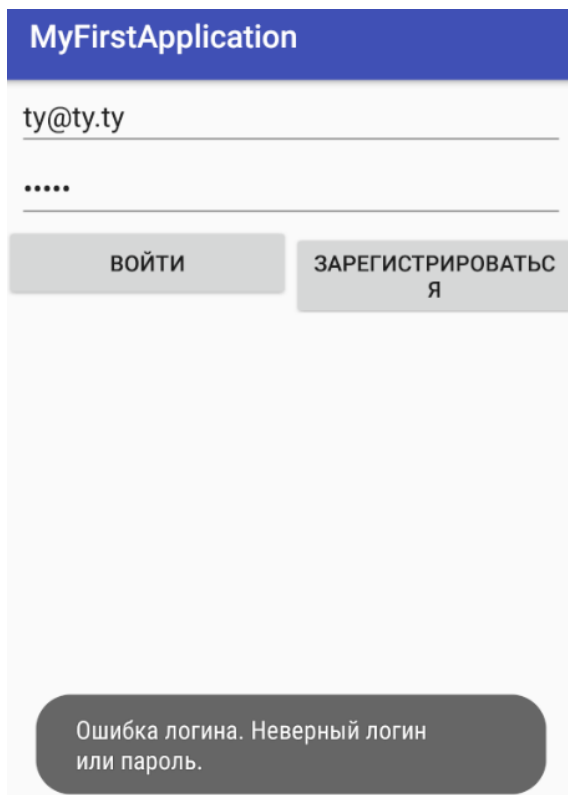 MyFirstApplication
ty@ty.ty
•••••
ВОЙТИ
ЗАРЕГИСТРИРОВАТЬС
Я
Ошибка логина. Неверный логин
или пароль.